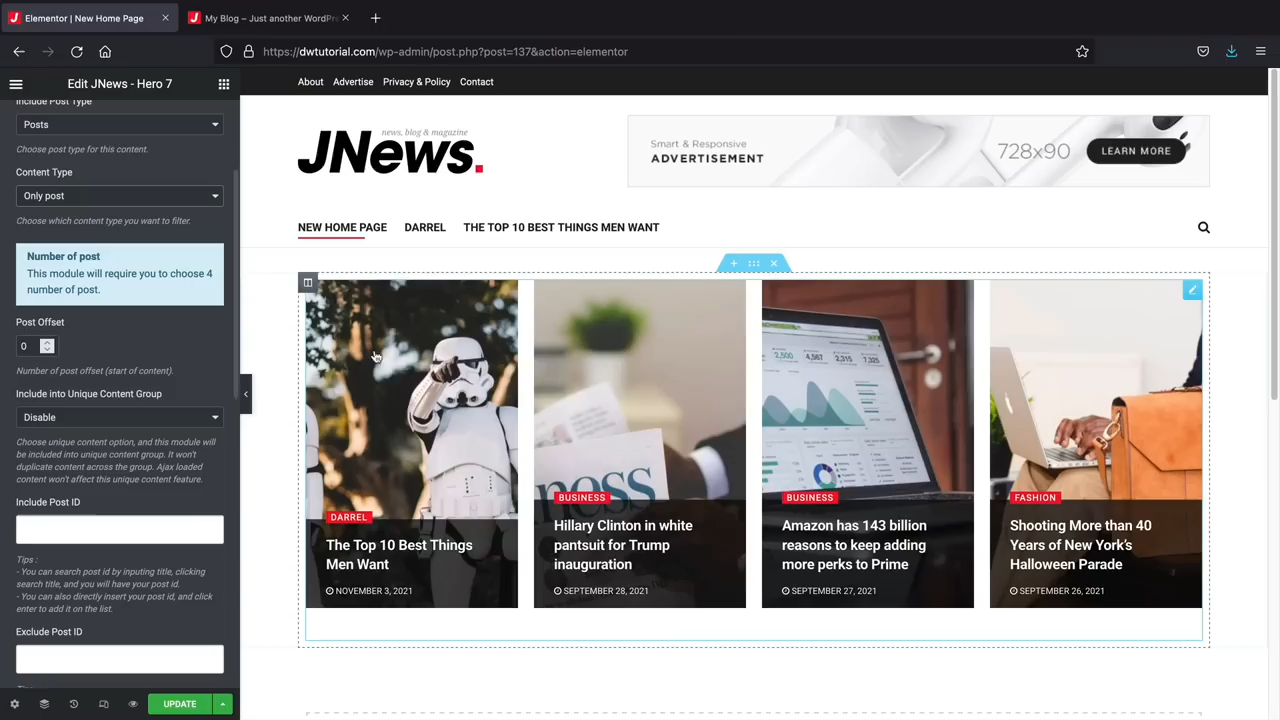 Elementor | New Home Page
My Blog – Just another WordPre
https://dwtutorial.com/wp-admin/post.php?post=137&action=elementor
Edit JNews - Hero 7
Include Post Type
Posts
Choose post type for this content.
Content Type
Only post
Choose which content type you want to filter.
Number of post
This module will require you to choose 4
number of post.
Post Offset
0
Number of post offset (start of content).
Include into Unique Content Group
Disable
Choose unique content option, and this module will
be included into unique content group. It won't
duplicate content across the group. Ajax loaded
content won't affect this unique content feature.
Include Post ID
Tips :
- You can search post id by inputing title, clicking
search title, and you will have your post id.
- You can also directly insert your post id, and click
enter to add it on the list.
Exclude Post ID
Tips :
UPDATE
About Advertise Privacy & Policy Contact
news, blog & magazine
JNews.
Smart & Responsive
ADVERTISEMENT
728x90
LEARN MORE
NEW HOME PAGE DARREL THE TOP 10 BEST THINGS MEN WANT
DARREL
The Top 10 Best Things
Men Want
NOVEMBER 3, 2021
ness
BUSINESS
Hillary Clinton in white
pantsuit for Trump
inauguration
SEPTEMBER 28, 2021
2,500 4,567 2,315 7,325
BUSINESS
Amazon has 143 billion
reasons to keep adding
more perks to Prime
SEPTEMBER 27, 2021
FASHION
Shooting More than 40
Years of New York's
Halloween Parade
SEPTEMBER 26, 2021